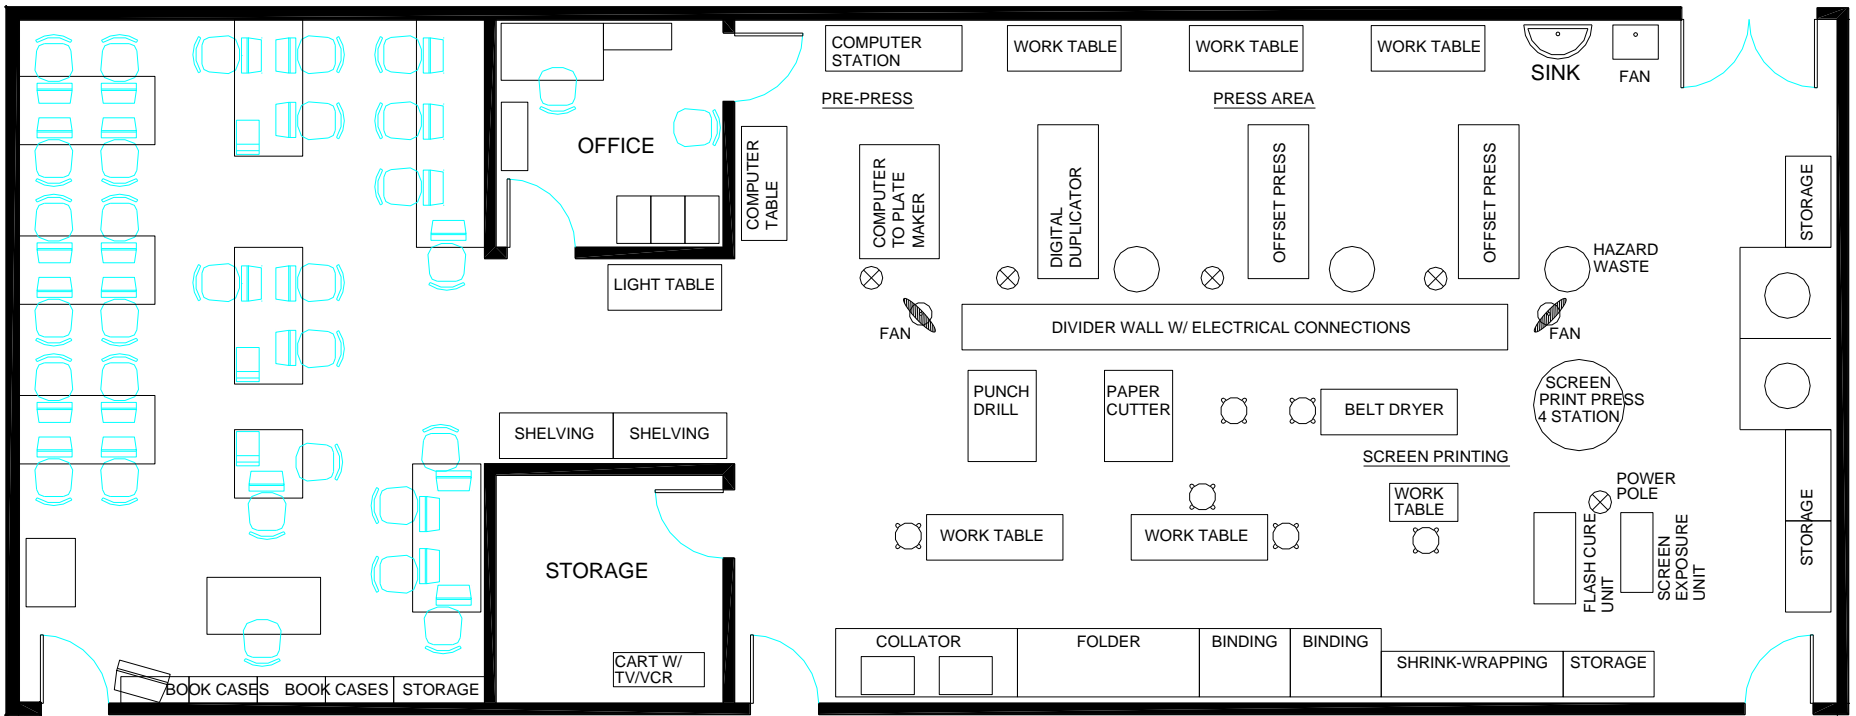 COMPUTER
STATION
WORK TABLE
WORK TABLE
WORK TABLE
SINK
FAN
PRE-PRESS
PRESS AREA
OFFICE
COMPUTER
TABLE
COMPUTER
TO PLATE
MAKER
DIGITAL
DUPLICATOR
OFFSET PRESS
OFFSET PRESS
STORAGE
HAZARD
WASTE
LIGHT TABLE
FAN
DIVIDER WALL W/ ELECTRICAL CONNECTIONS
FAN
PUNCH
DRILL
PAPER
CUTTER
BELT DRYER
SCREEN
PRINT PRESS
4 STATION
SHELVING
SHELVING
SCREEN PRINTING
WORK
TABLE
POWER
POLE
WORK TABLE
WORK TABLE
FLASH CURE
UNIT
SCREEN
EXPOSURE
UNIT
STORAGE
STORAGE
COLLATOR
FOLDER
BINDING
BINDING
SHRINK-WRAPPING
STORAGE
CART W/
TV/VCR
BOOK CASES
BOOK CASES
STORAGE